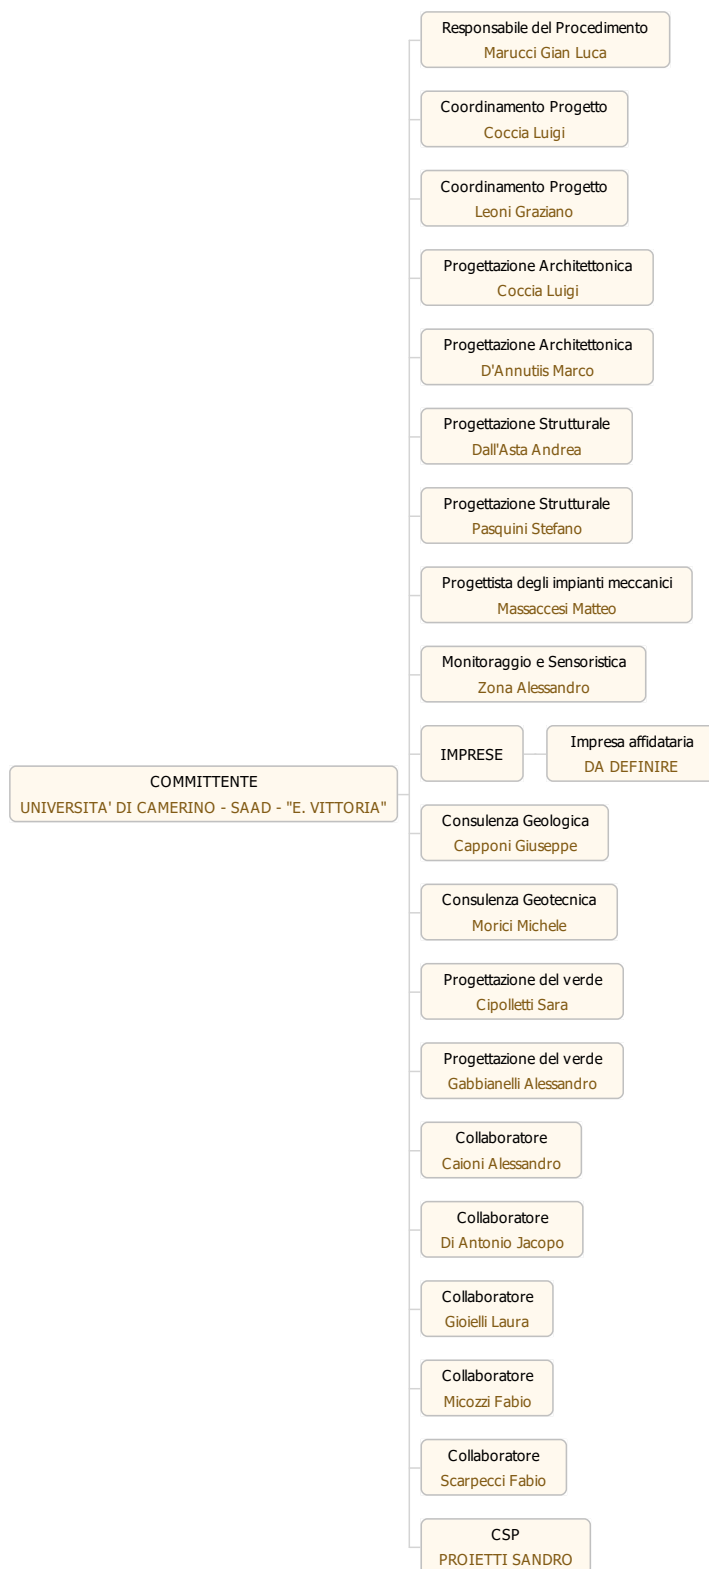 Responsabile del Procedimento
Marucci Gian Luca
Coordinamento Progetto
Coccia Luigi
Coordinamento Progetto
Leoni Graziano
Progettazione Architettonica
Coccia Luigi
Progettazione Architettonica
D'Annutiis Marco
Progettazione Strutturale
Dall'Asta Andrea
Progettazione Strutturale
Pasquini Stefano
Progettista degli impianti meccanici
Massaccesi Matteo
Monitoraggio e Sensoristica
Zona Alessandro
IMPRESE
Impresa affidataria
DA DEFINIRE
COMMITTENTE
UNIVERSITA' DI CAMERINO - SAAD - "E. VITTORIA"
Consulenza Geologica
Capponi Giuseppe
Consulenza Geotecnica
Morici Michele
Progettazione del verde
Cipolletti Sara
Progettazione del verde
Gabbianelli Alessandro
Collaboratore
Caioni Alessandro
Collaboratore
Di Antonio Jacopo
Collaboratore
Gioielli Laura
Collaboratore
Micozzi Fabio
Collaboratore
Scarpecci Fabio
CSP
PROIETTI SANDRO